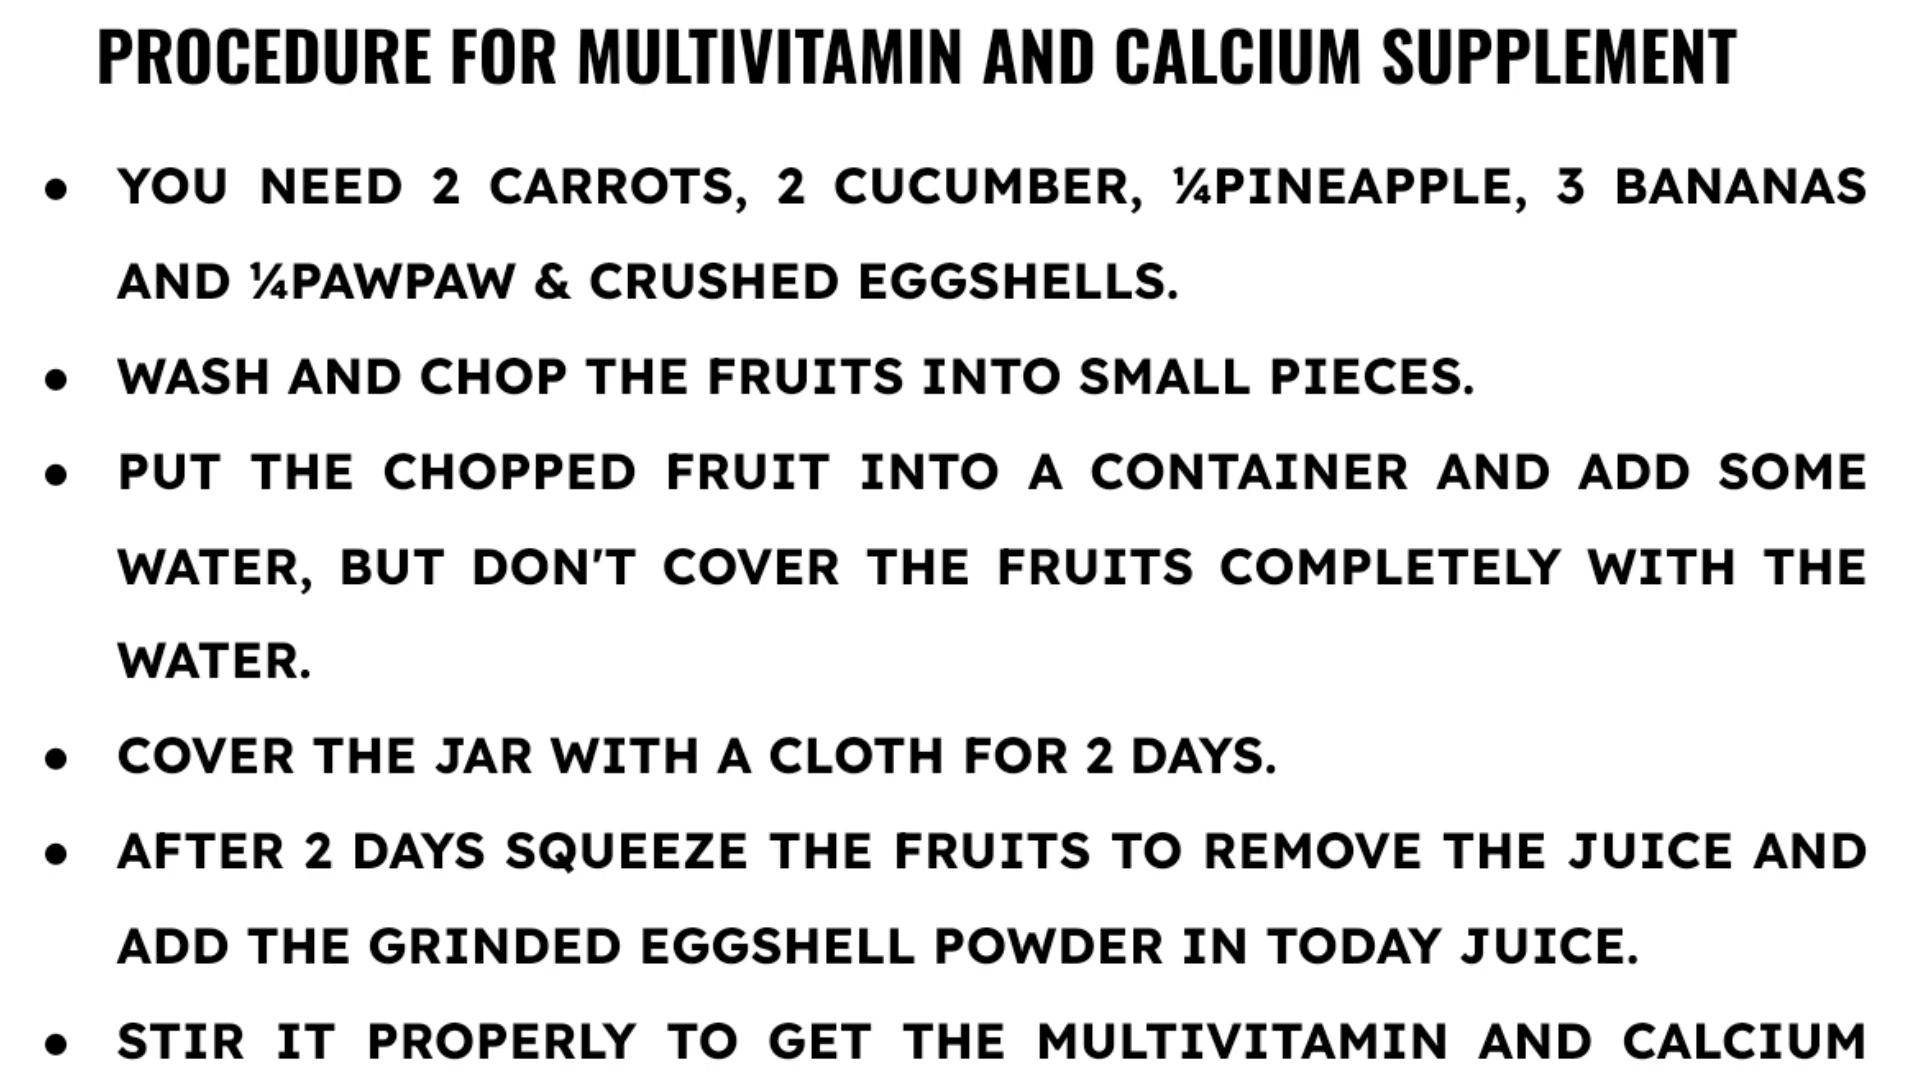 PROCEDURE FOR MULTIVITAMIN AND CALCIUM SUPPLEMENT
● YOU NEED 2 CARROTS, 2 CUCUMBER, ¼PINEAPPLE, 3 BANANAS
AND ¼PAWPAW & CRUSHED EGGSHELLS.
● WASH AND CHOP THE FRUITS INTO SMALL PIECES.
● PUT THE CHOPPED FRUIT INTO A CONTAINER AND ADD SOME
WATER, BUT DON'T COVER THE FRUITS COMPLETELY WITH THE
WATER.
● COVER THE JAR WITH A CLOTH FOR 2 DAYS.
● AFTER 2 DAYS SQUEEZE THE FRUITS TO REMOVE THE JUICE AND
ADD THE GRINDED EGGSHELL POWDER IN TODAY JUICE.
● STIR IT PROPERLY TO GET THE MULTIVITAMIN AND CALCIUM